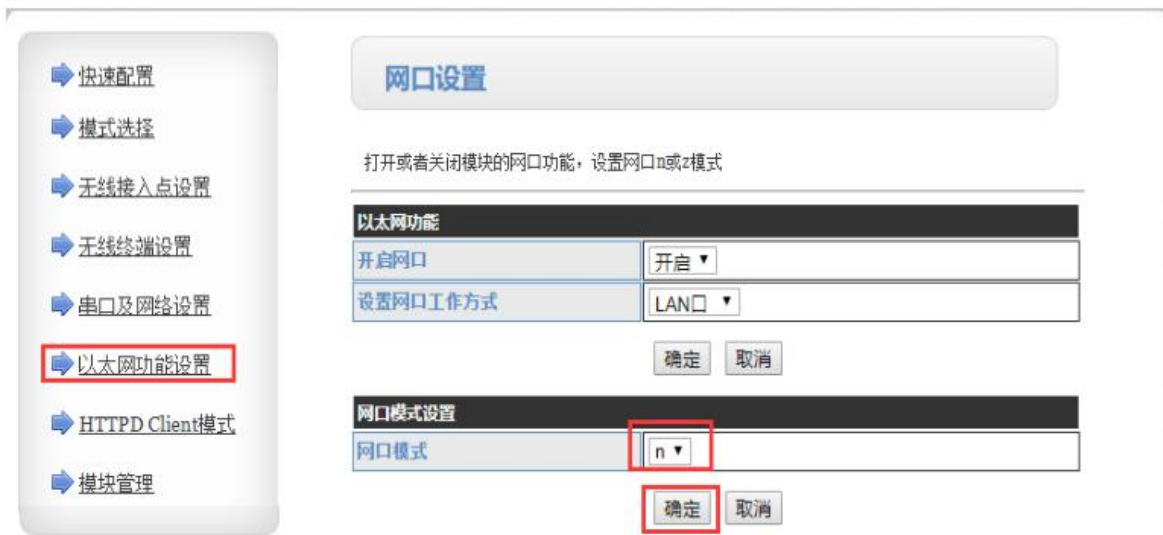 快速配置
模式选择
无线接入点设置
无线终端设置
串口及网络设置
以太网功能设置
HTTPD Client模式
模块管理
网口设置
打开或者关闭模块的网口功能，设置网口n或z模式
以太网功能
开启网口 开启
设置网口工作方式 LAN口
确定 取消
网口模式设置
网口模式 n
确定 取消